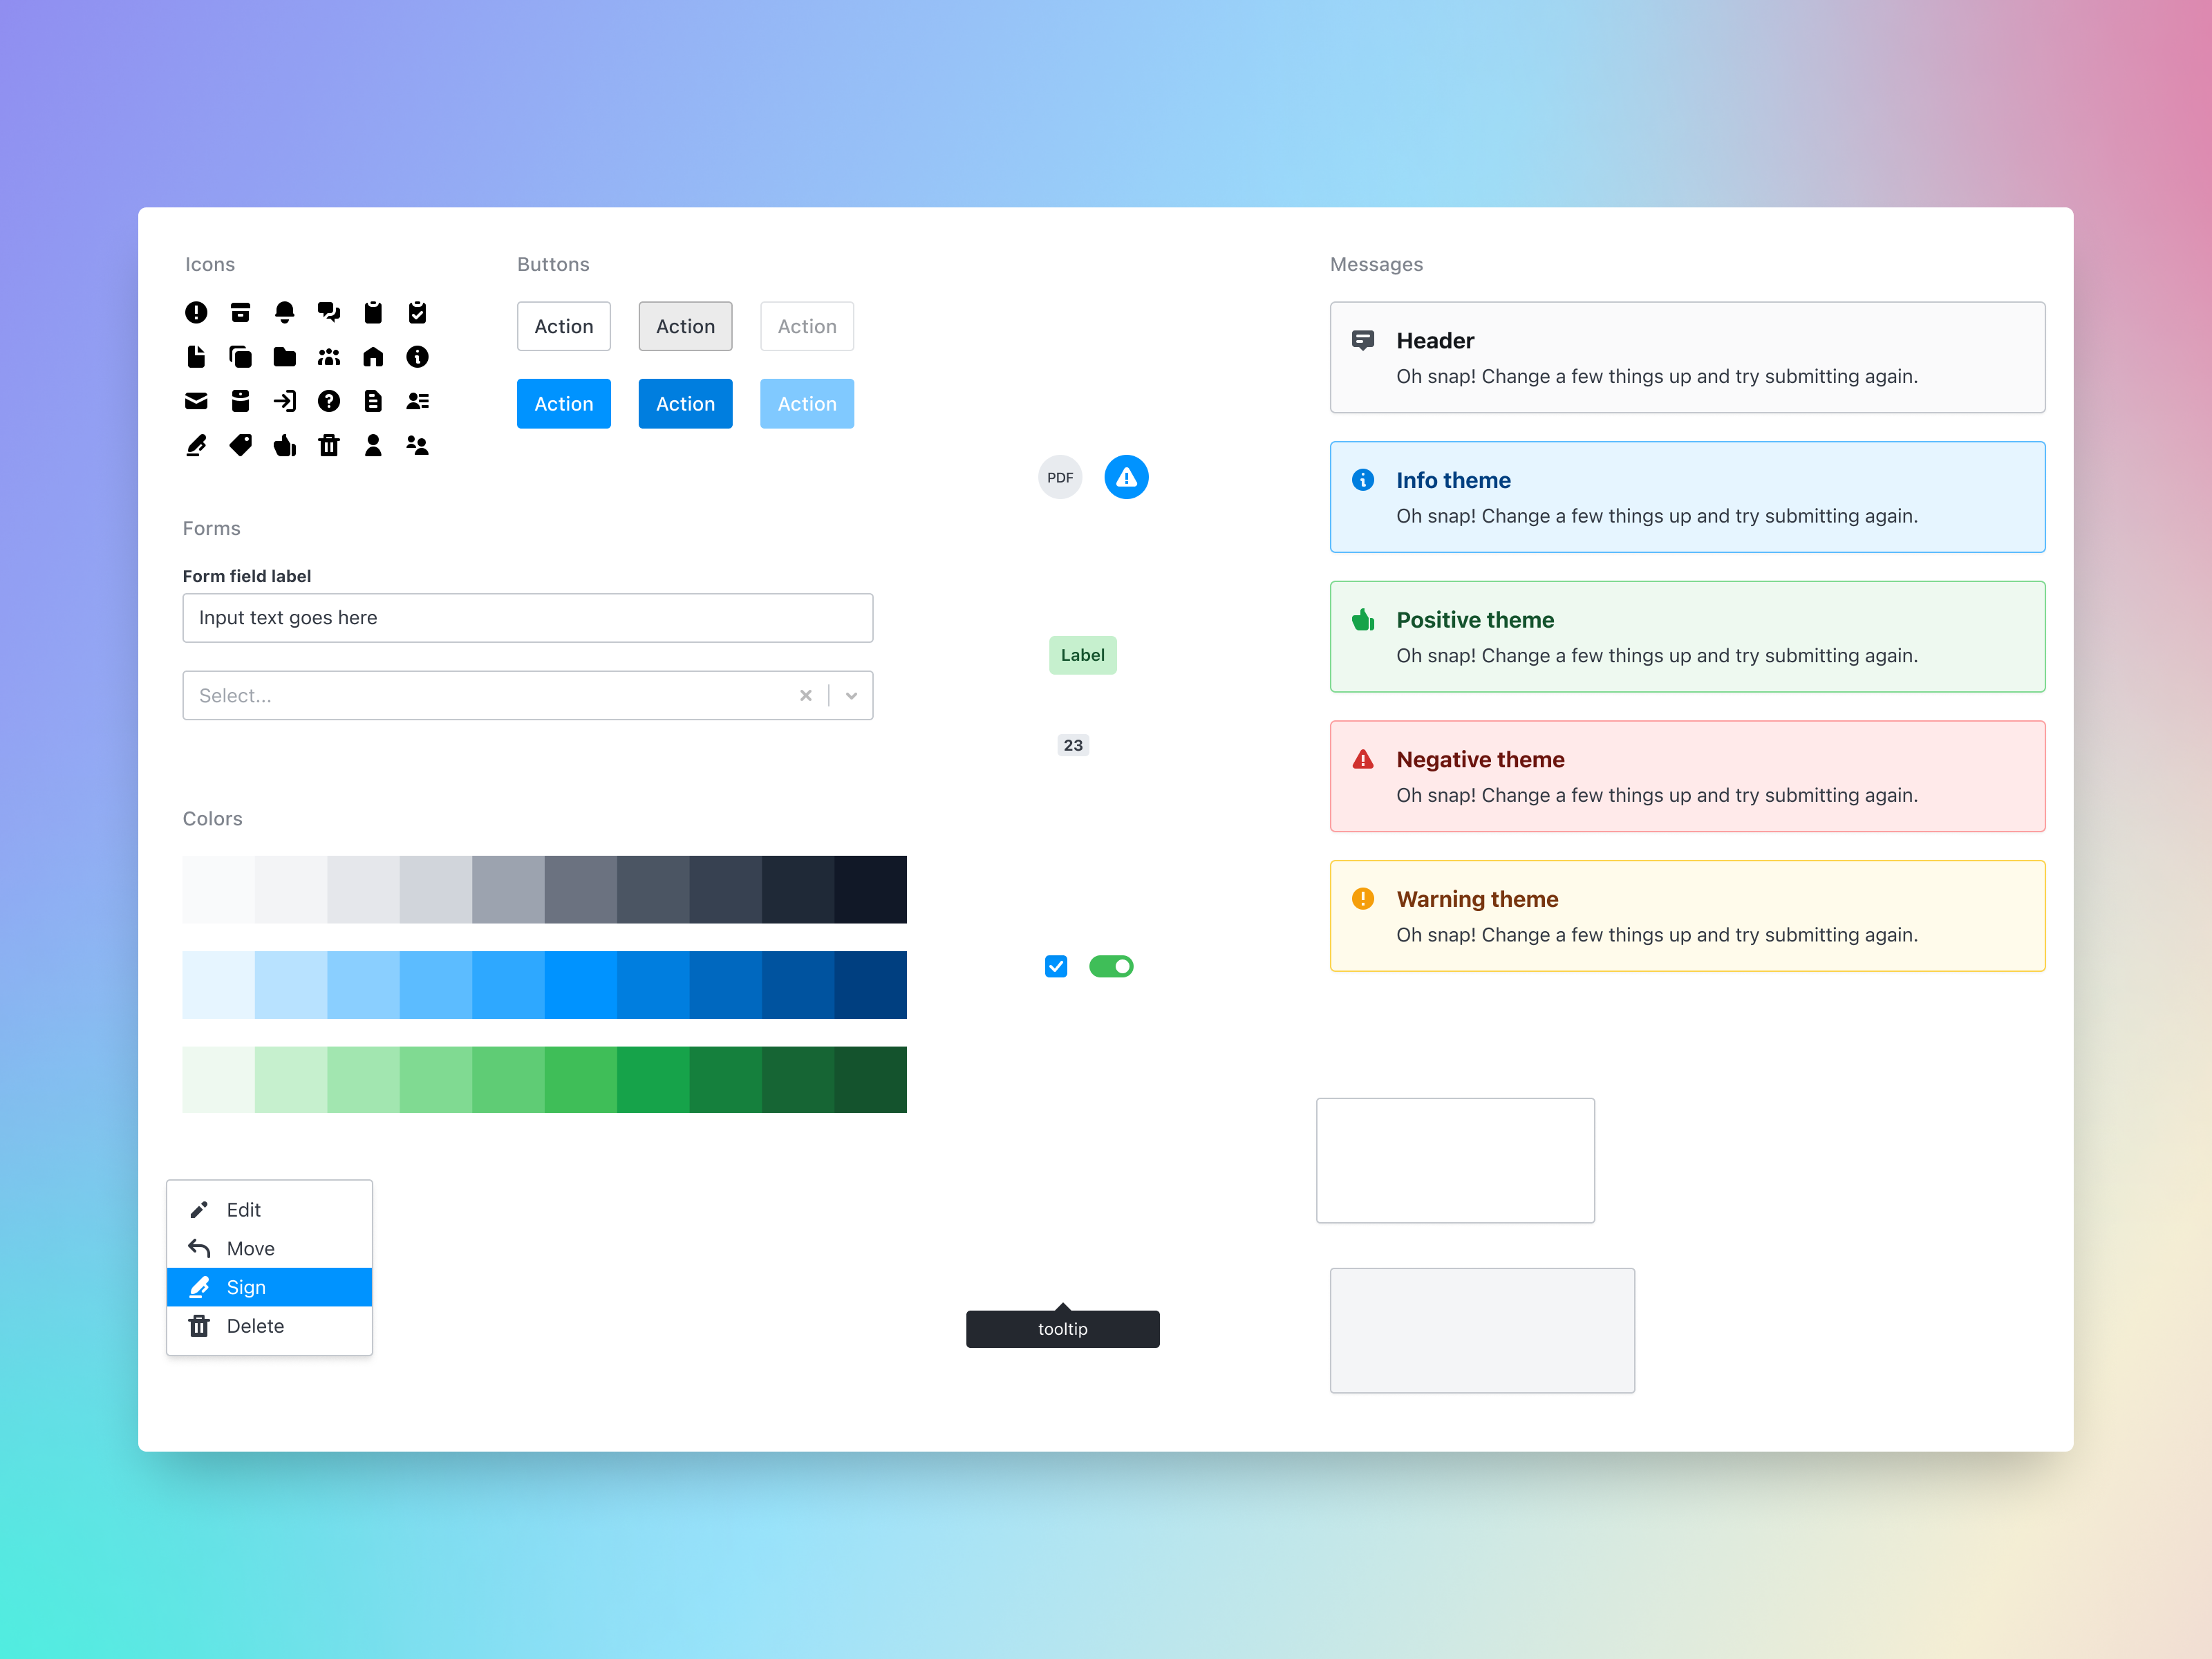 Icons
Buttons
Action
Action
Action
Action
Action
Action
PDF
Forms
Form field label
Input text goes here
Select...
Label
23
Colors
Edit
Move
Sign
Delete
tooltip
Messages
Header
Oh snap! Change a few things up and try submitting again.
Info theme
Oh snap! Change a few things up and try submitting again.
Positive theme
Oh snap! Change a few things up and try submitting again.
Negative theme
Oh snap! Change a few things up and try submitting again.
Warning theme
Oh snap! Change a few things up and try submitting again.